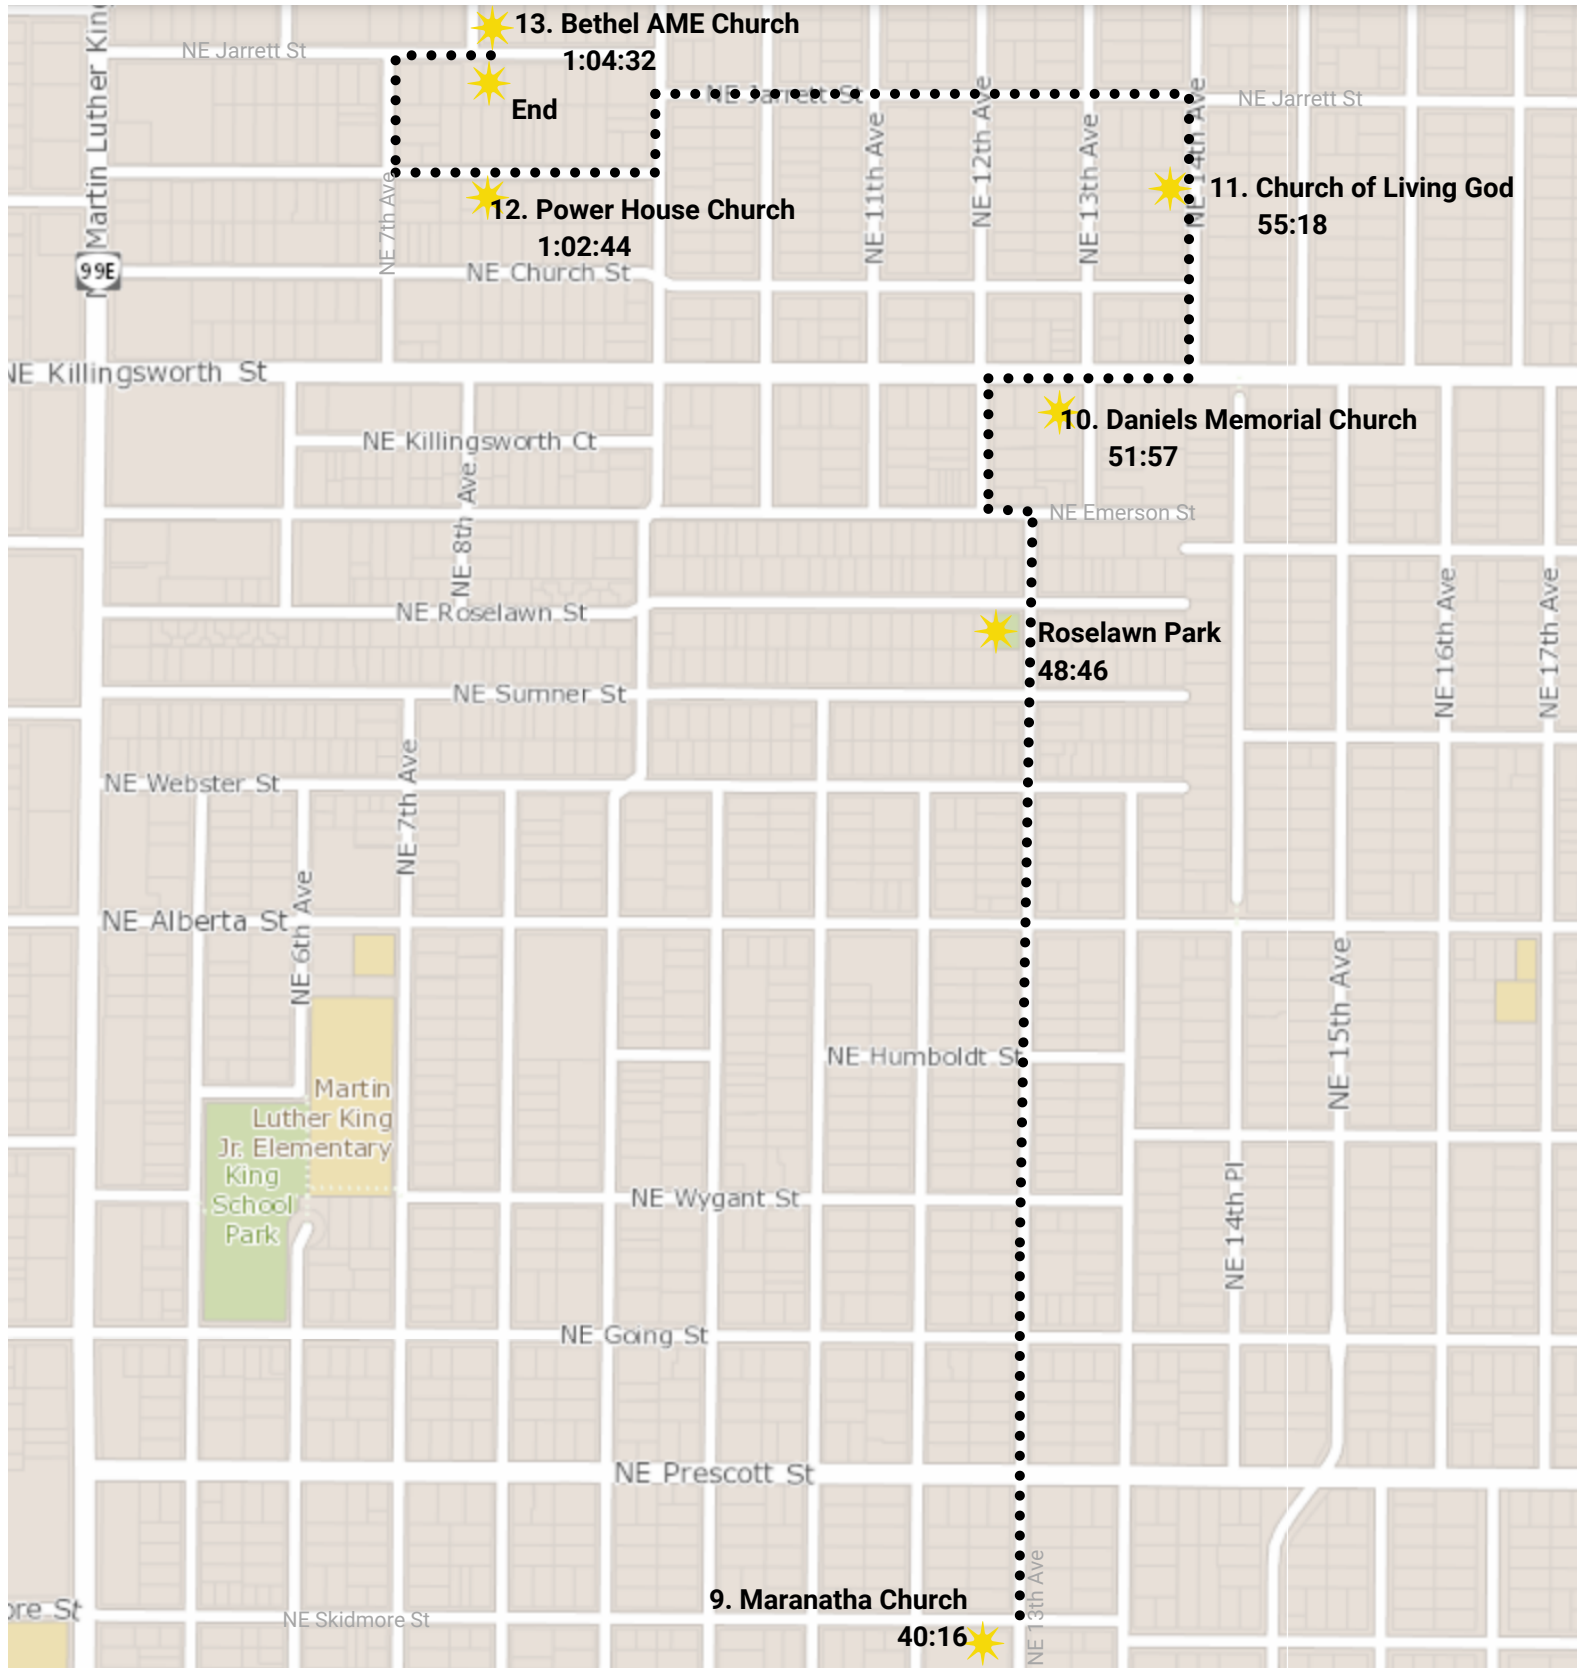 13. Bethel AME Church
1:04:32
NE Jarrett St
End
NE Jarrett St
NE Jarrett St
Martin Luther King
NE 7th Ave
12. Power House Church
1:02:44
NE 11th Ave
NE 12th Ave
NE 13th Ave
NE 14th Ave
11. Church of Living God
55:18
99E
NE Church St
NE Killingsworth St
NE Killingsworth Ct
10. Daniels Memorial Church
51:57
NE 8th Ave
NE Emerson St
NE Roselawn St
Roselawn Park
48:46
NE 16th Ave
NE 17th Ave
NE Sumner St
NE Webster St
NE 7th Ave
NE Alberta St
NE 6th Ave
NE 15th Ave
NE Humboldt St
Martin
Luther King
Jr. Elementary
King
School
Park
NE Wygant St
NE 14th Pl
NE Going St
NE Prescott St
9. Maranatha Church
40:16
NE 13th Ave
ore St
NE Skidmore St